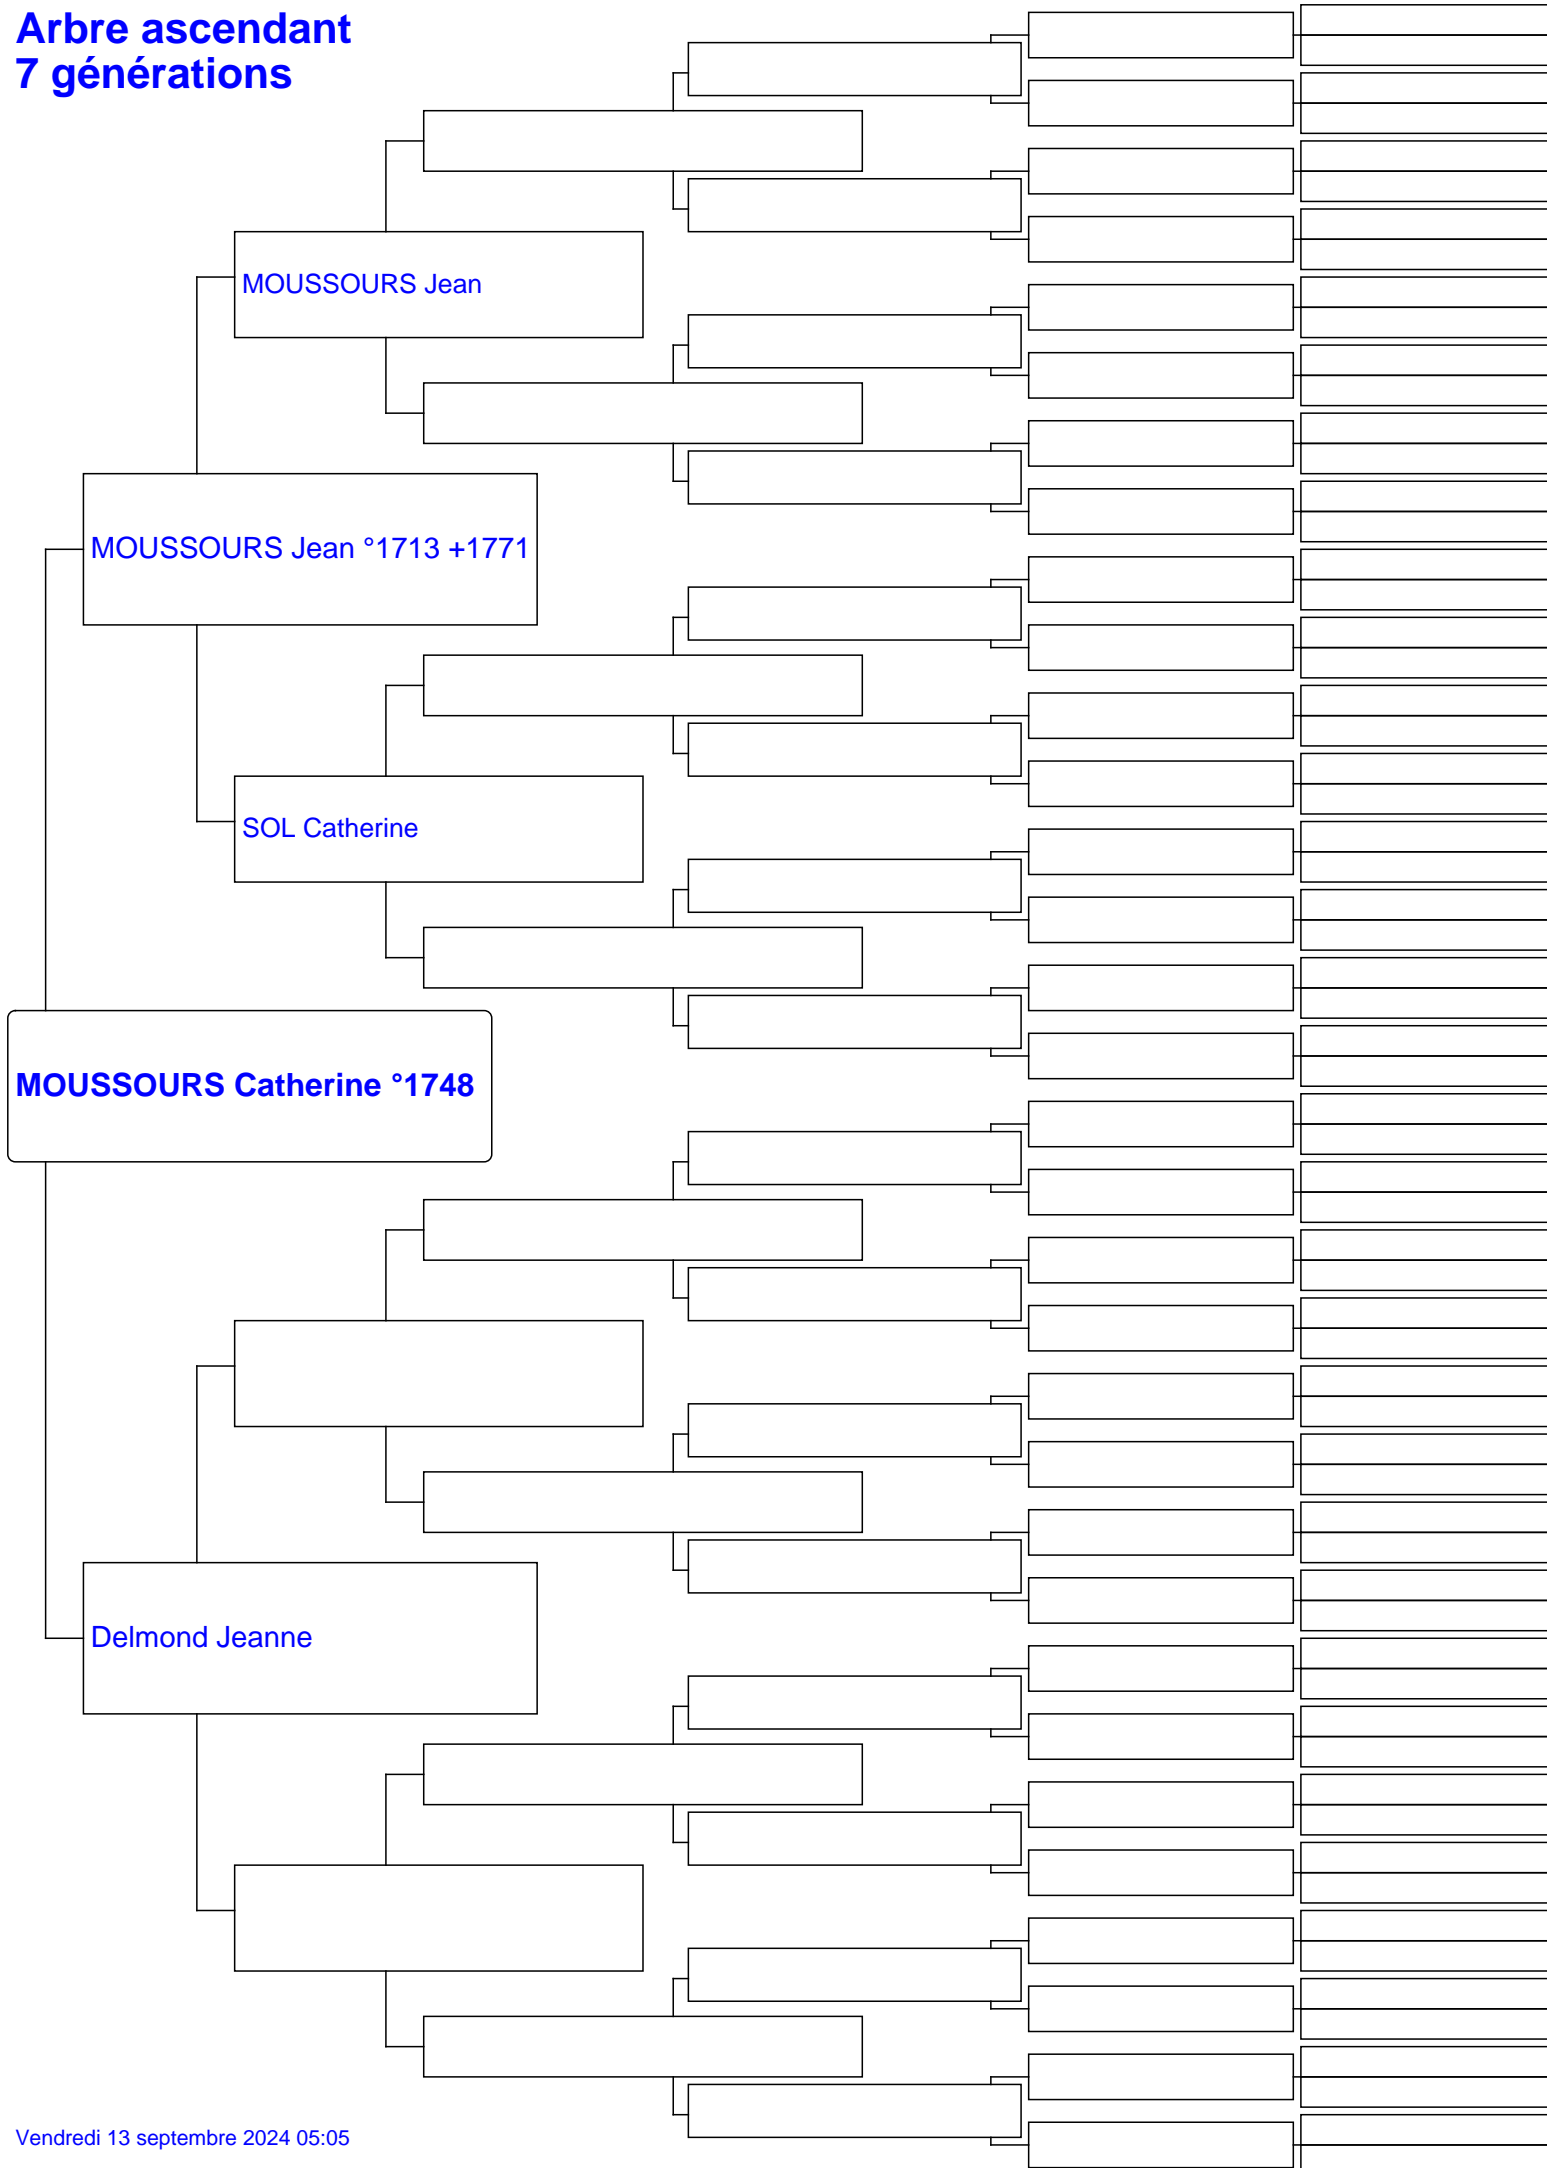 Arbre ascendant
7 générations
MOUSSOURS Jean
MOUSSOURS Jean °1713 +1771
SOL Catherine
MOUSSOURS Catherine °1748
Delmond Jeanne
Vendredi 13 septembre 2024 05:05